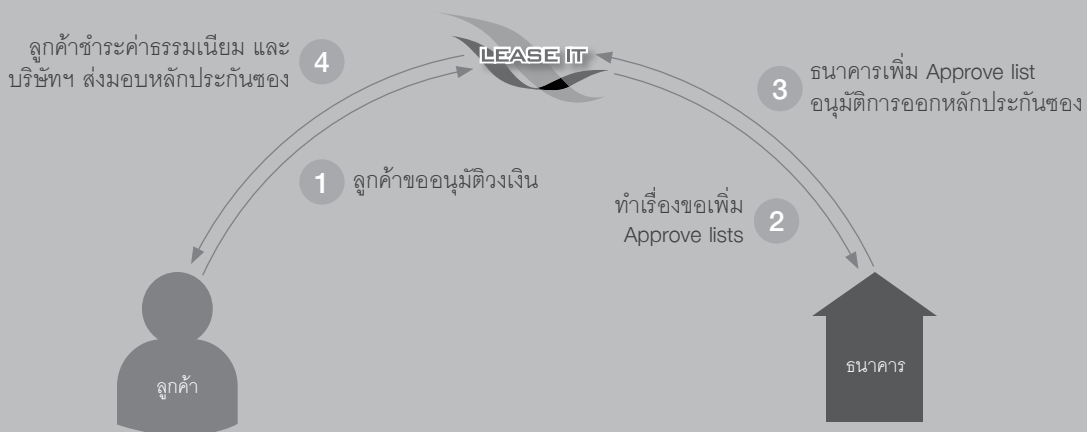 LEASE IT
ลูกค้าชำระค่าธรรมเนียม และ
บริษัทฯ ส่งมอบหลักประกันซอง
4
3
ธนาคารเพิ่ม Approve list
อนุมัติการออกหลักประกันซอง
1
ลูกค้าขออนุมัติวงเงิน
ทำเรื่องขอเพิ่ม
Approve lists
2
ลูกค้า
ธนาคาร